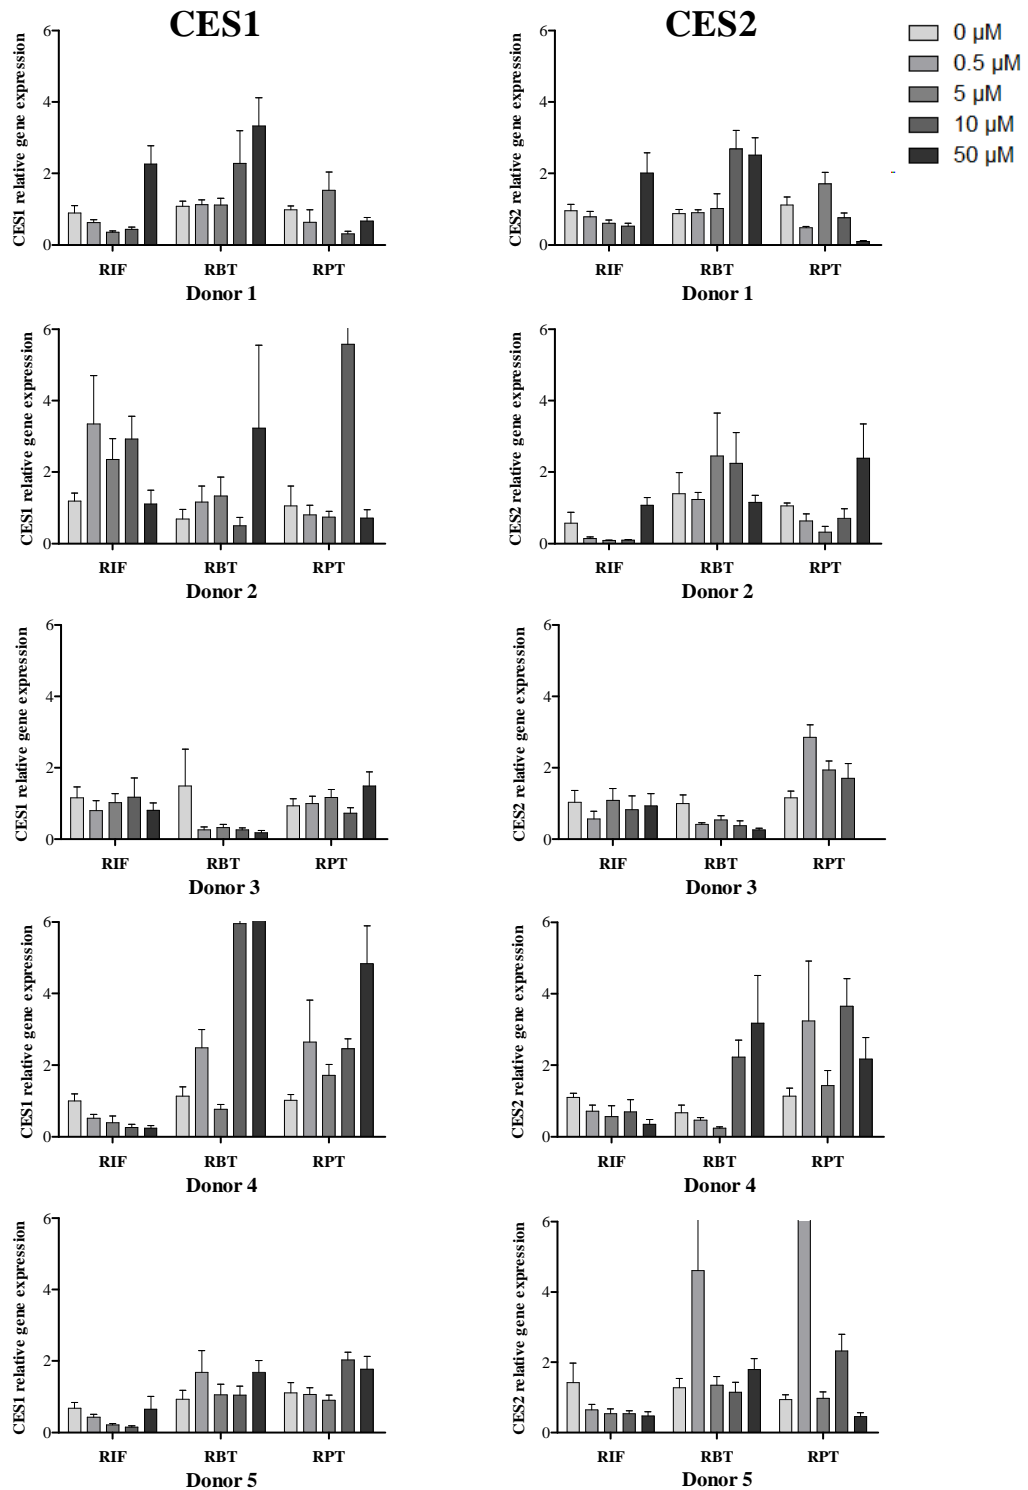 CES1
CES2
0 µM
0.5 µM
5 µM
10 µM
50 µM
CES1 relative gene expression
6
4
2
0
RIF RBT RPT
Donor 1
CES2 relative gene expression
6
4
2
0
RIF RBT RPT
Donor 1
CES1 relative gene expression
6
4
2
0
RIF RBT RPT
Donor 2
CES2 relative gene expression
6
4
2
0
RIF RBT RPT
Donor 2
CES1 relative gene expression
6
4
2
0
RIF RBT RPT
Donor 3
CES2 relative gene expression
6
4
2
0
RIF RBT RPT
Donor 3
CES1 relative gene expression
6
4
2
0
RIF RBT RPT
Donor 4
CES2 relative gene expression
6
4
2
0
RIF RBT RPT
Donor 4
CES1 relative gene expression
6
4
2
0
RIF RBT RPT
Donor 5
CES2 relative gene expression
6
4
2
0
RIF RBT RPT
Donor 5